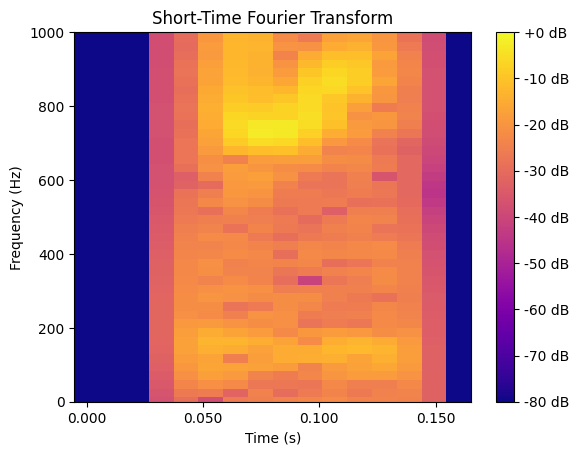 Short-Time Fourier Transform
1000
800
600
400
200
0
Frequency (Hz)
0.000
0.050
0.100
0.150
Time (s)
+0 dB
-10 dB
-20 dB
-30 dB
-40 dB
-50 dB
-60 dB
-70 dB
-80 dB